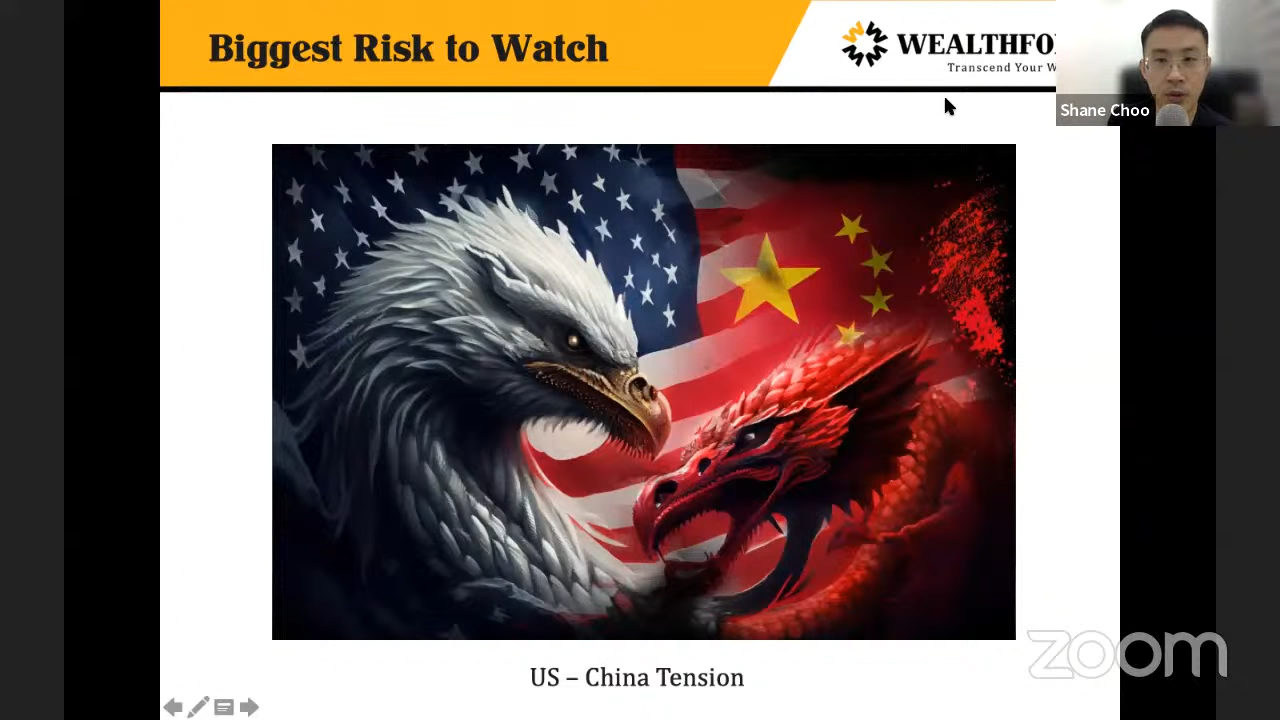 Biggest Risk to Watch
WEALTHFO
Transcend Your W
Shane Choo
US – China Tension
zoom